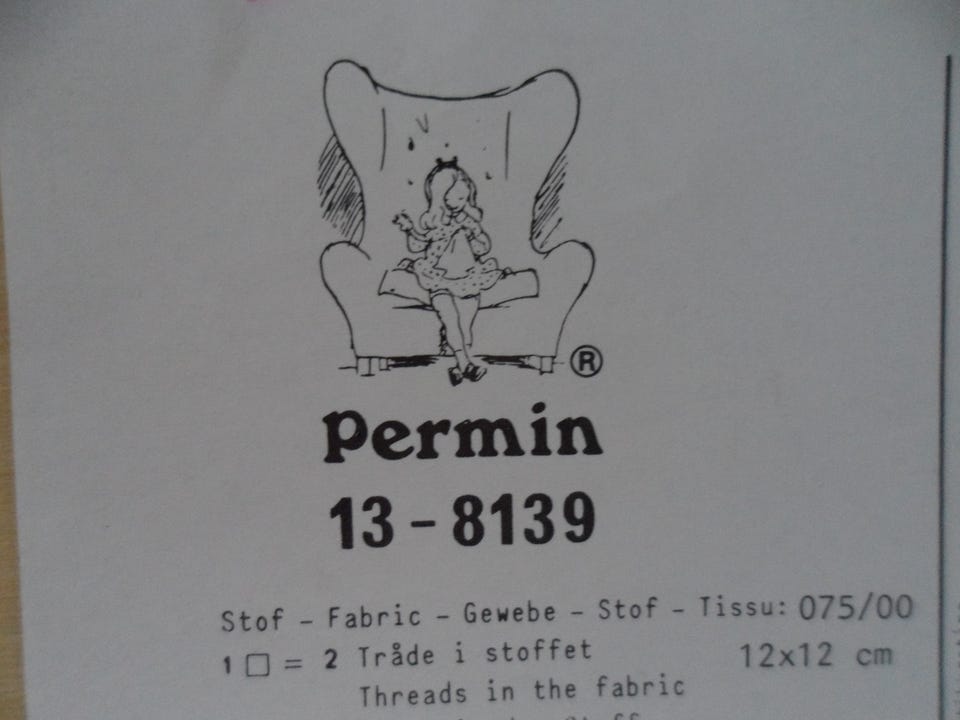 ®
Permin
13-8139
Stof - Fabric - Gewebe - Stof - Tissu: 075/00
1 □ = 2 Tråde i stoffet 12x12 cm
Threads in the fabric